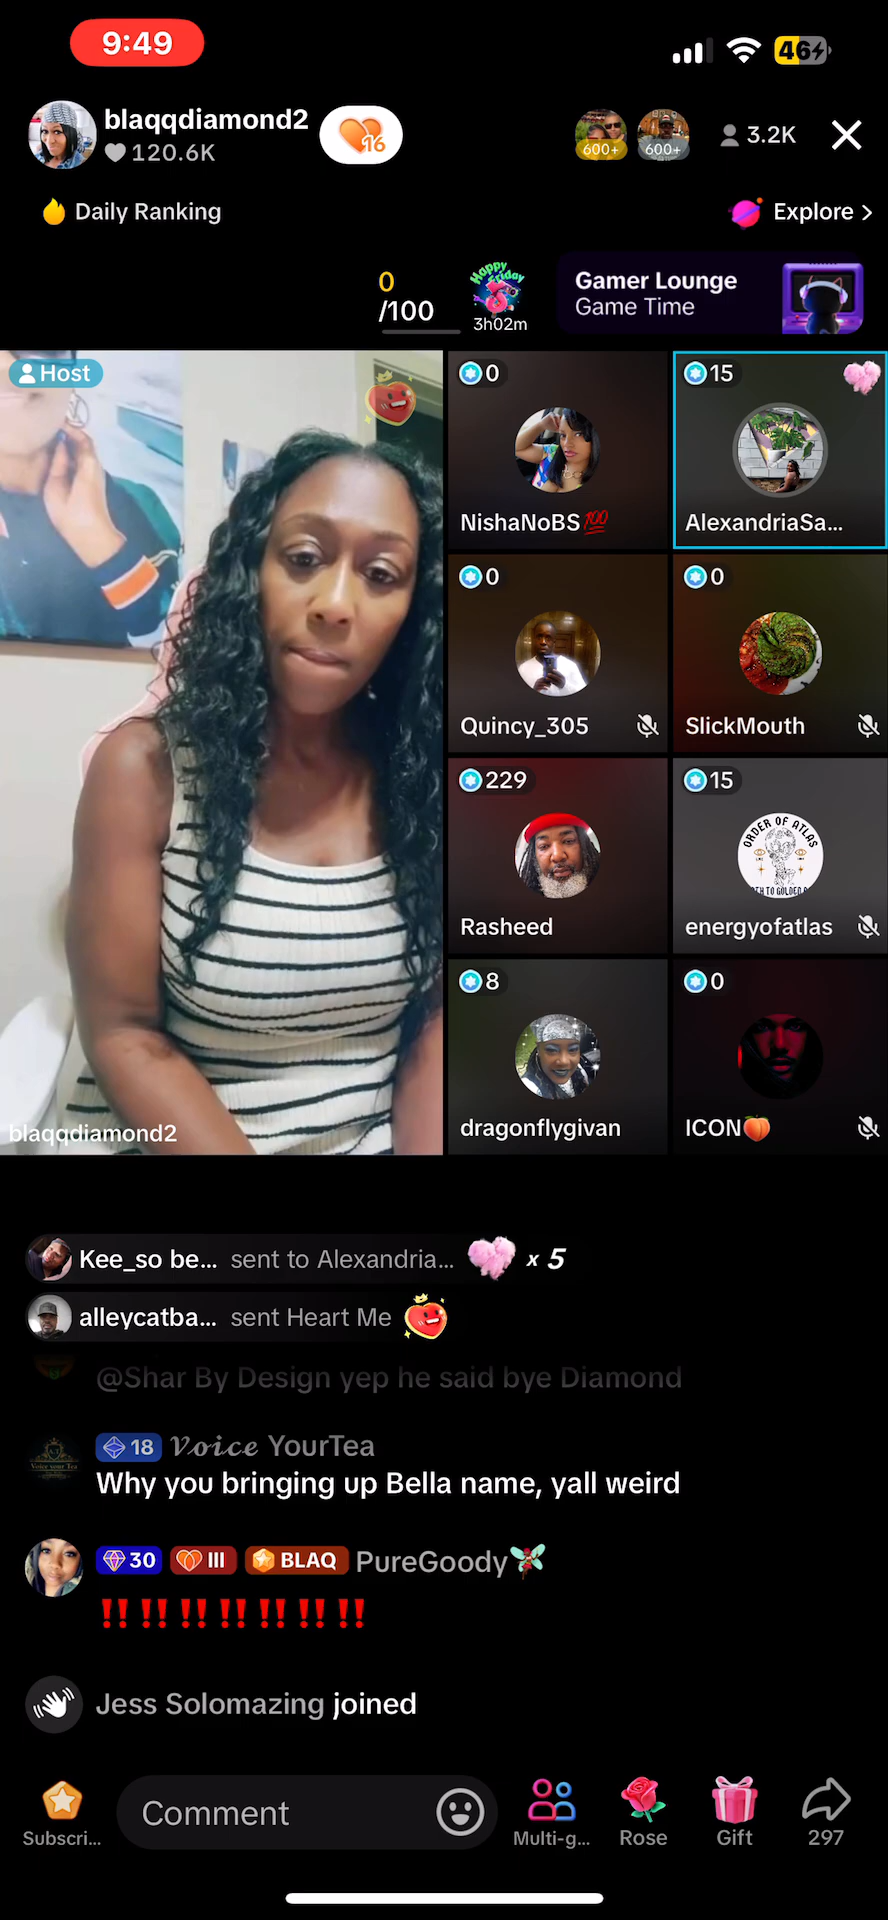 9:49
46
blaqqdiamond2
120.6K
16
600+
600+
3.2K
Daily Ranking
Explore >
0
/100
Happy Friday
3h02m
Gamer Lounge
Game Time
Host
blaqqdiamond2
0
NishaNoBS💯
15
AlexandriaSa...
0
Quincy_305
0
SlickMouth
229
Rasheed
15
ORDER OF ATLAS
energyofatlas
8
dragonflygivan
0
ICON🍑
Kee_so be... sent to Alexandria... x 5
alleycatba... sent Heart Me
@Shar By Design yep he said bye Diamond
18 𝓥𝓸𝓲𝓬𝓮 YourTea
Why you bringing up Bella name, yall weird
30 III BLAQ PureGoody🧚
‼️‼️‼️‼️‼️‼️‼️
Jess Solomazing joined
Comment
Subscri...
Multi-g...
Rose
Gift
297